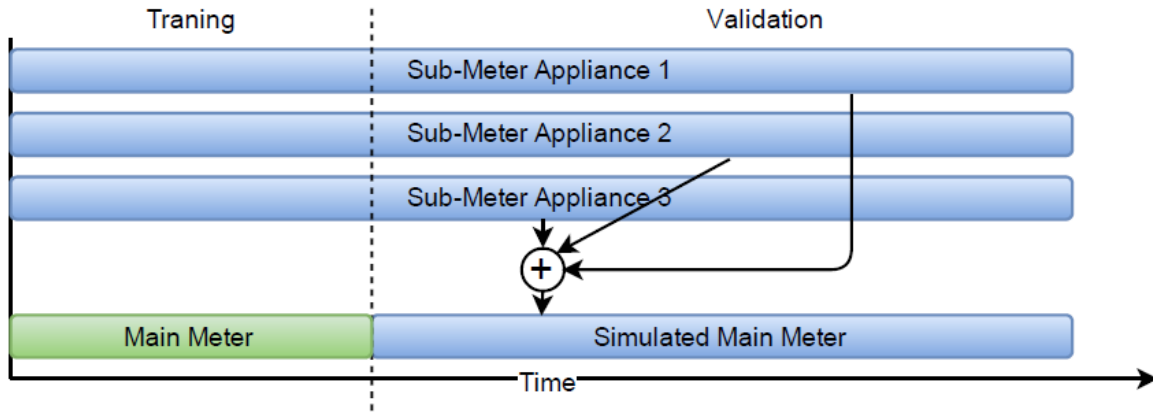 Traning
Validation
Sub-Meter Appliance 1
Sub-Meter Appliance 2
Sub-Meter Appliance 3
+
Main Meter
Simulated Main Meter
Time